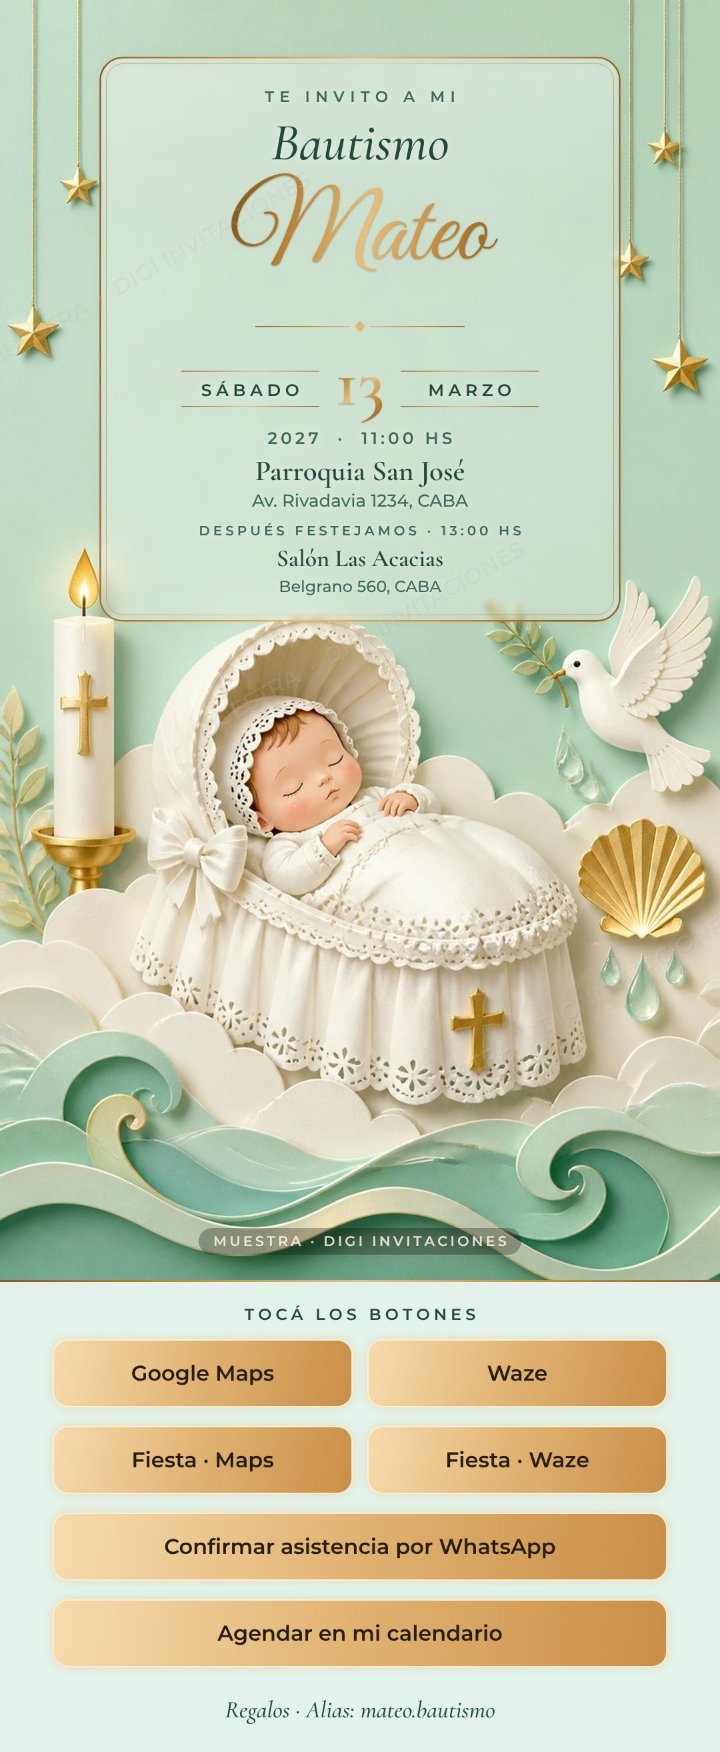 TE INVITO A MI
Bautismo
Mateo
SÁBADO 13 MARZO
2027 · 11:00 HS
Parroquia San José
Av. Rivadavia 1234, CABA
DESPUÉS FESTEJAMOS · 13:00 HS
Salón Las Acacias
Belgrano 560, CABA
MUESTRA · DIGI INVITACIONES
TOCÁ LOS BOTONES
Google Maps
Waze
Fiesta · Maps
Fiesta · Waze
Confirmar asistencia por WhatsApp
Agendar en mi calendario
Regalos · Alias: mateo.bautismo